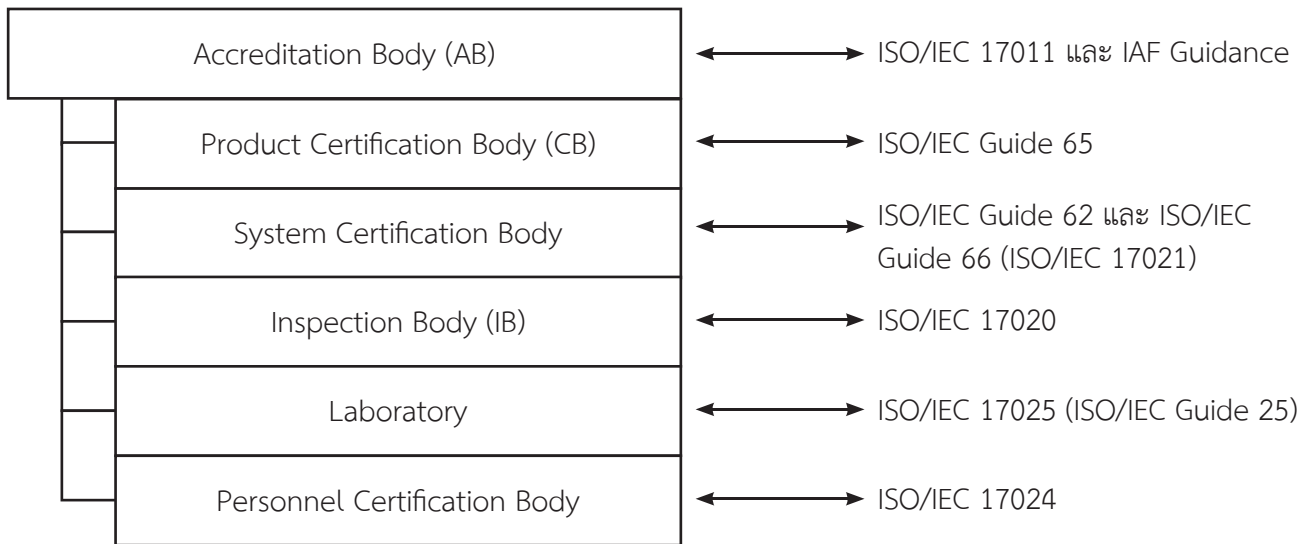 Accreditation Body (AB)
ISO/IEC 17011 และ IAF Guidance
Product Certification Body (CB)
ISO/IEC Guide 65
System Certification Body
ISO/IEC Guide 62 และ ISO/IEC
Guide 66 (ISO/IEC 17021)
Inspection Body (IB)
ISO/IEC 17020
Laboratory
ISO/IEC 17025 (ISO/IEC Guide 25)
Personnel Certification Body
ISO/IEC 17024